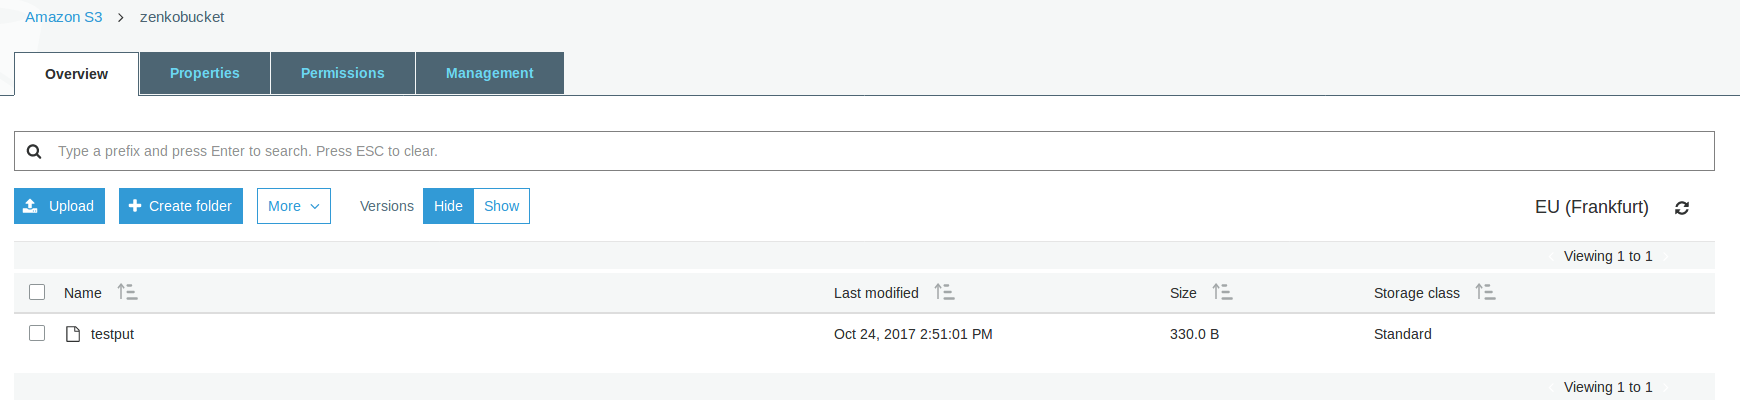 Amazon S3 > zenkobucket
Overview Properties Permissions Management
Type a prefix and press Enter to search. Press ESC to clear.
Upload Create folder More Versions Hide Show EU (Frankfurt)
Viewing 1 to 1
Name Last modified Size Storage class
testput Oct 24, 2017 2:51:01 PM 330.0 B Standard
Viewing 1 to 1